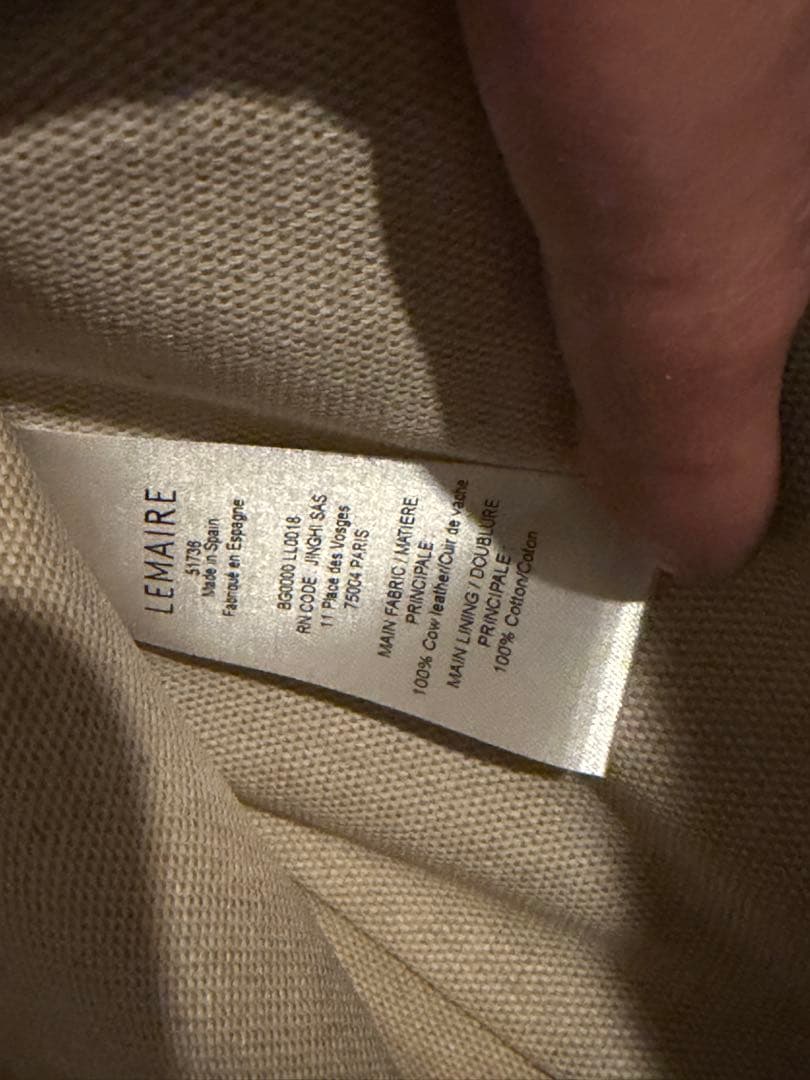 LEMAIRE
51736
Made in Spain
Fabriqué en Espagne
BG0000 LL0018
RN CODE : JINGHI SAS
11 Place des Vosges
75004 PARIS
MAIN FABRIC / MATIERE
PRINCIPALE
100% Cow leather/Cuir de vache
MAIN LINING / DOUBLURE
PRINCIPALE
100% Cotton/Coton